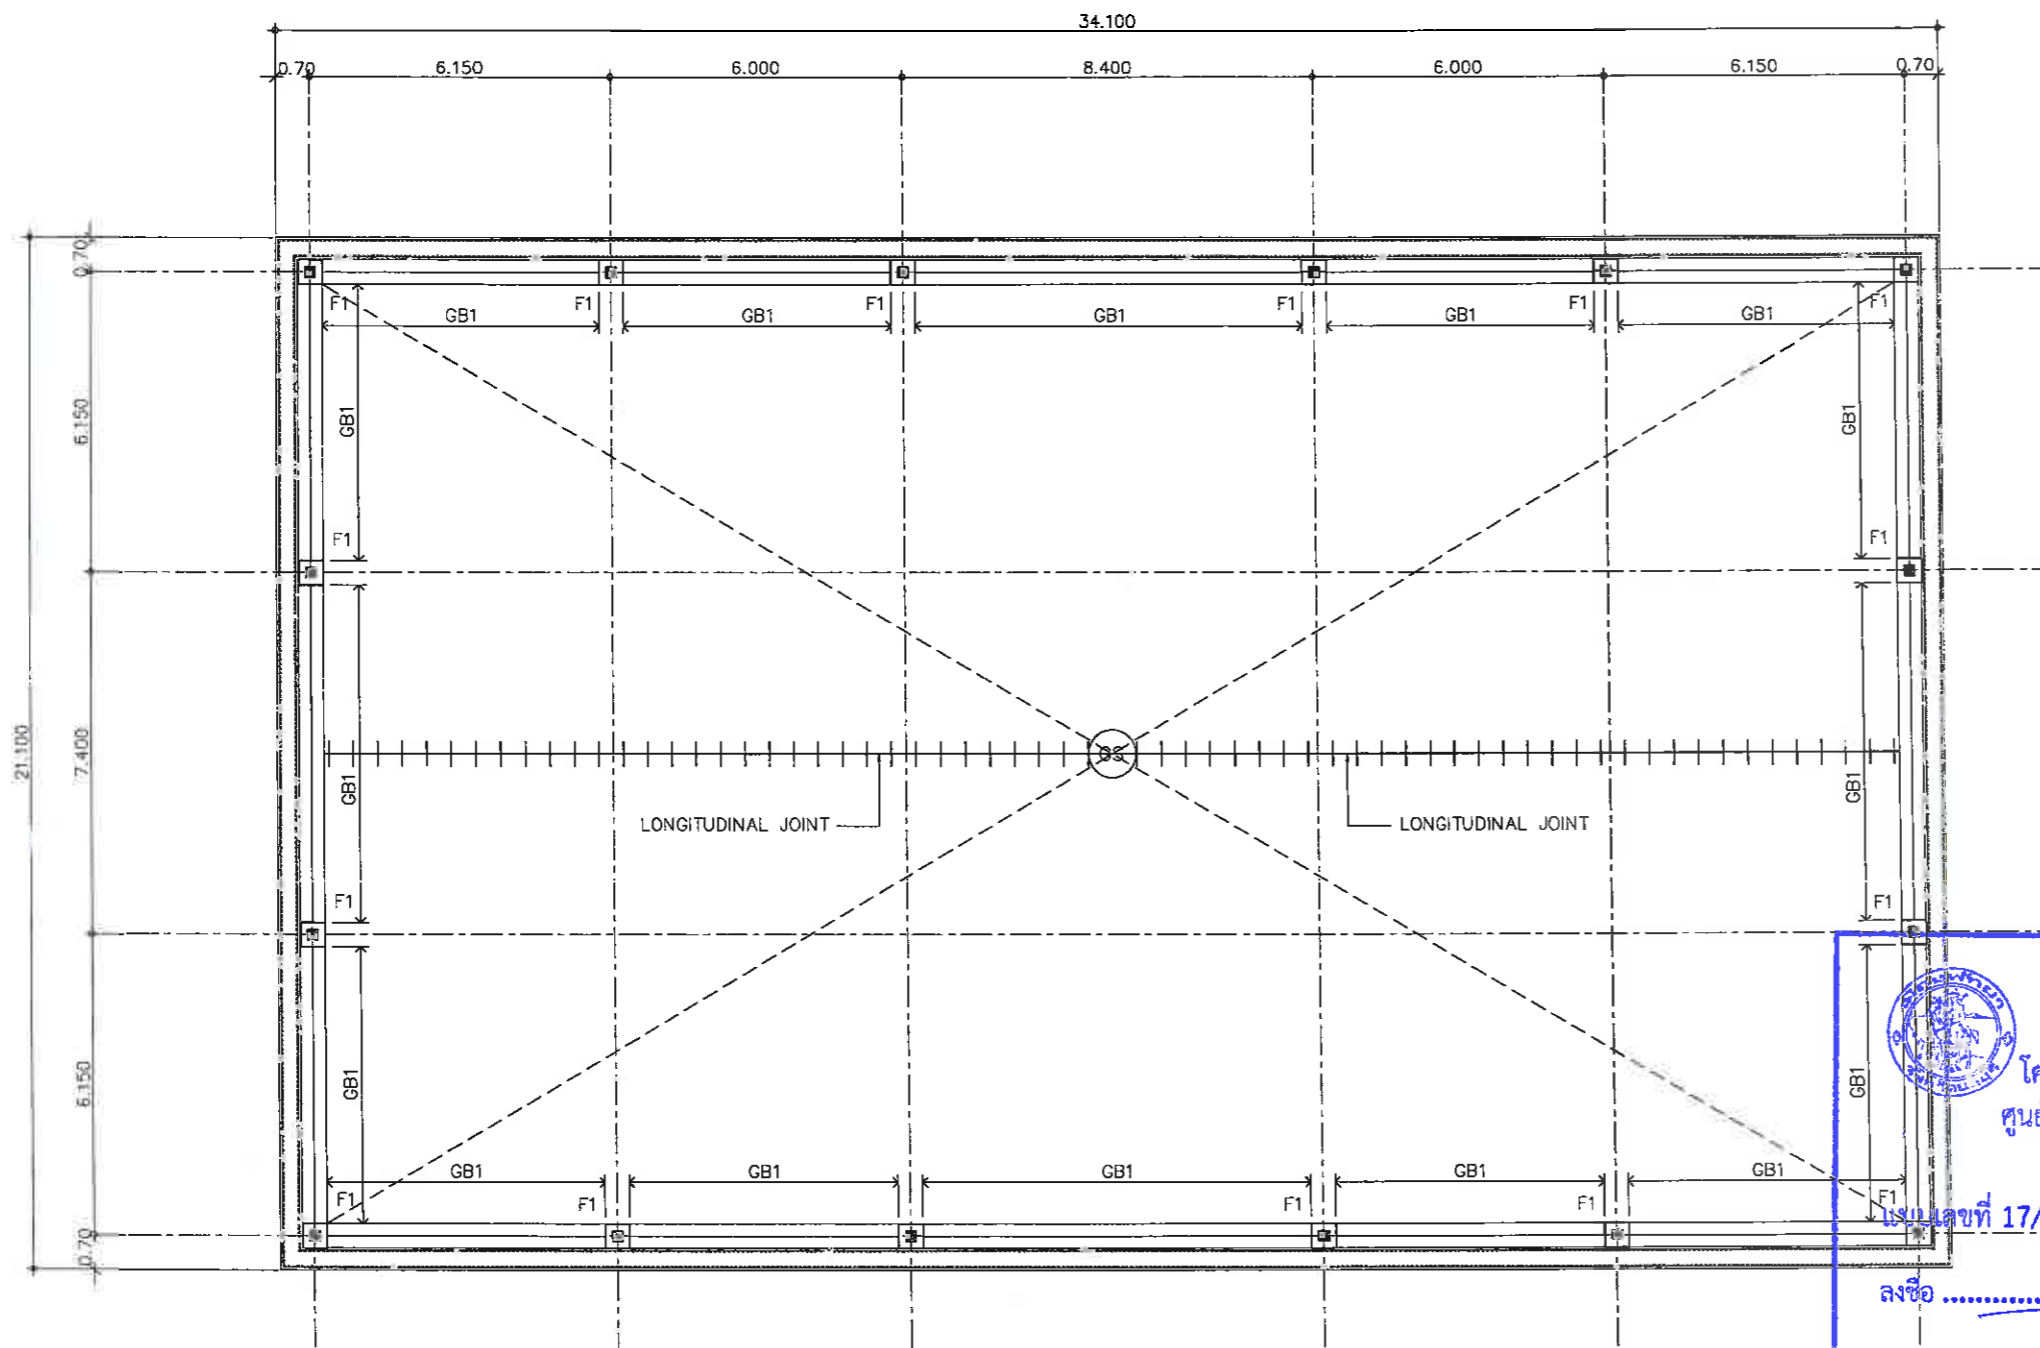 34.100
0.70 6.150 6.000 8.400 6.000 6.150 0.70
0.70
6.150
7.400
6.150
0.70
21.100
F1 F1 F1 F1 F1 F1
GB1 GB1 GB1 GB1 GB1
GB1 GB1
F1 F1
GB1 GB1
LONGITUDINAL JOINT LONGITUDINAL JOINT
F1 F1
GB1 GB1
GB1 GB1 GB1 GB1 GB1
F1 F1 F1 F1 F1
แบบเลขที่ 17/
ลงชื่อ